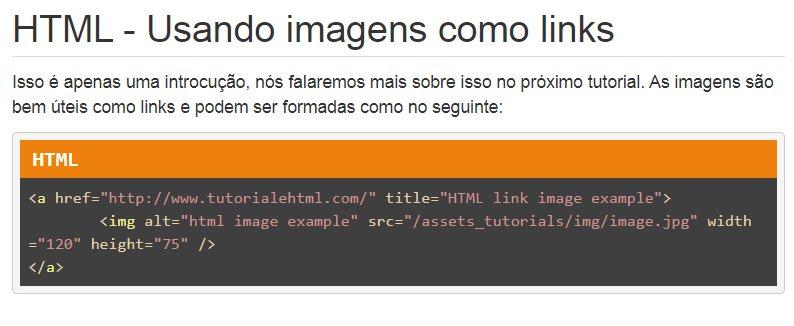 HTML - Usando imagens como links
Isso é apenas uma introcução, nós falaremos mais sobre isso no próximo tutorial. As imagens são
bem úteis como links e podem ser formadas como no seguinte:
HTML
<a href="http://www.tutorialehtml.com/" title="HTML link image example">
<img alt="html image example" src="/assets_tutorials/img/image.jpg" width
="120" height="75" />
</a>